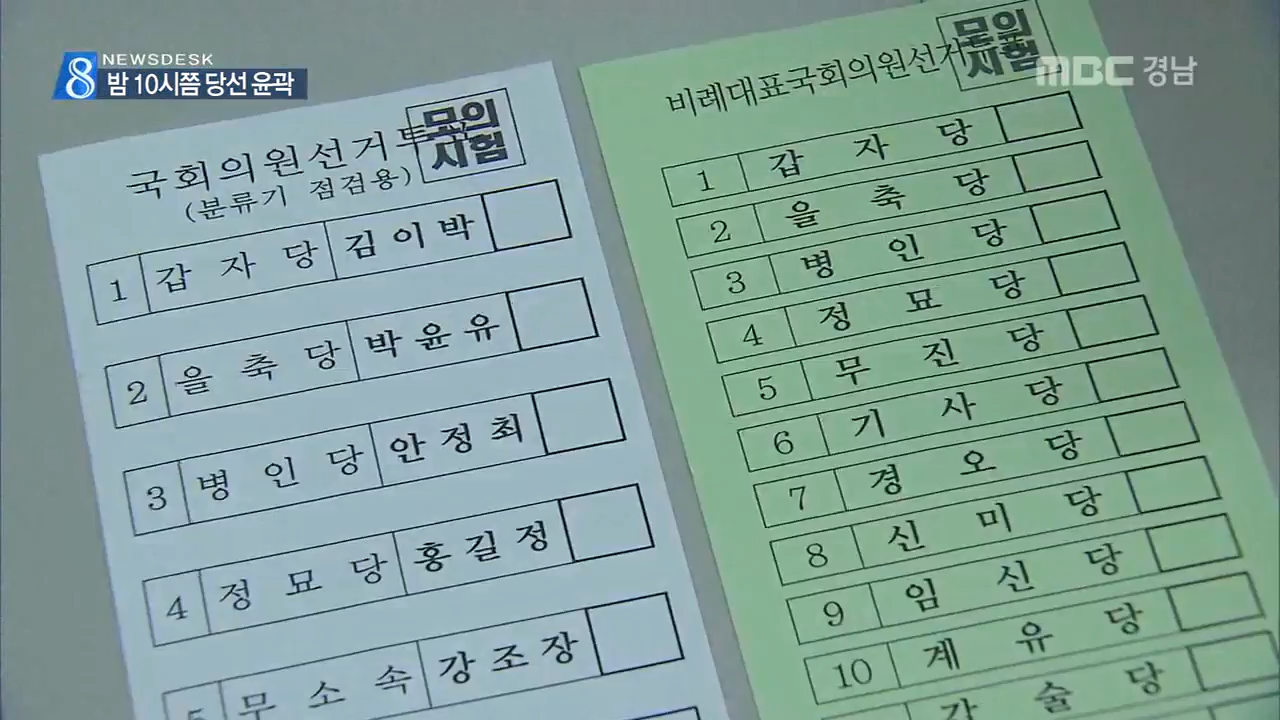 8 NEWSDESK
밤 10시쯤 당선 윤곽
MBC 경남
국회의원선거투
모의
시험
(분류기 점검용)
1 갑자당 김이박
2 을축당 박윤유
3 병인당 안정최
4 정묘당 홍길정
5 무소속 강조장
비례대표국회의원선거투표
모의
시험
1 갑자당
2 을축당
3 병인당
4 정묘당
5 무진당
6 기사당
7 경오당
8 신미당
9 임신당
10 계유당
갑술당